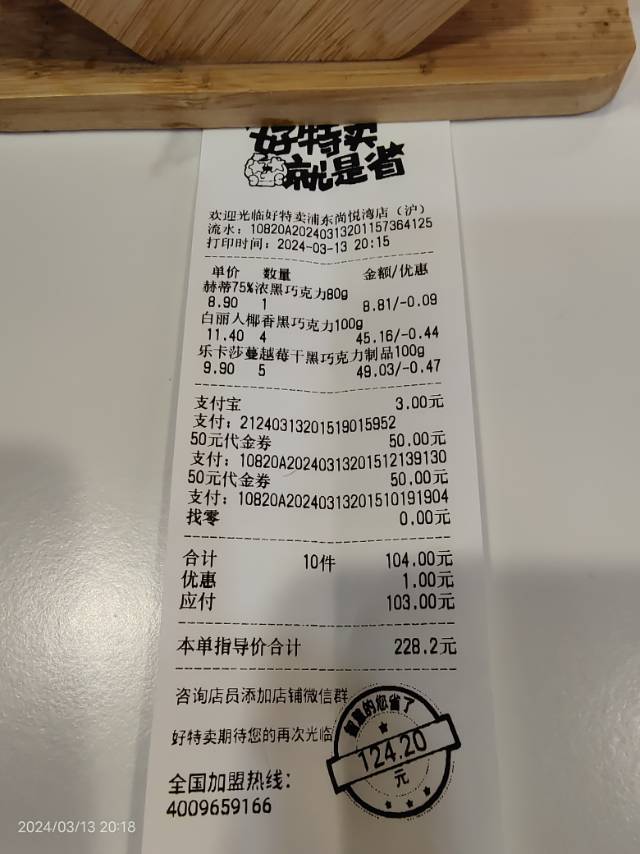 好特卖
就是省
欢迎光临好特卖浦东尚悦湾店（沪）
流水：10820A20240313201157364125
打印时间：2024-03-13 20:15
单价 数量 金额/优惠
赫蒂75%浓黑巧克力80g
8.90 1 8.81/-0.09
白丽人椰香黑巧克力100g
11.40 4 45.16/-0.44
乐卡莎蔓越莓干黑巧克力制品100g
9.90 5 49.03/-0.47
支付宝 3.00元
支付：21240313201519015952
50元代金券 50.00元
支付：10820A20240313201512139130
50元代金券 50.00元
支付：10820A20240313201510191904
找零 0.00元
合计 10件 104.00元
优惠 1.00元
应付 103.00元
本单指导价合计 228.2元
咨询店员添加店铺微信群
好特卖期待您的再次光临
的您省了
124.20
元
全国加盟热线：
4009659166
2024/03/13 20:18